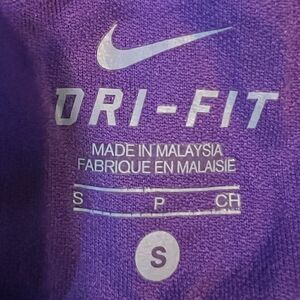 DRI-FIT
MADE IN MALAYSIA
FABRIQUE EN MALAISIE
S P CH
S